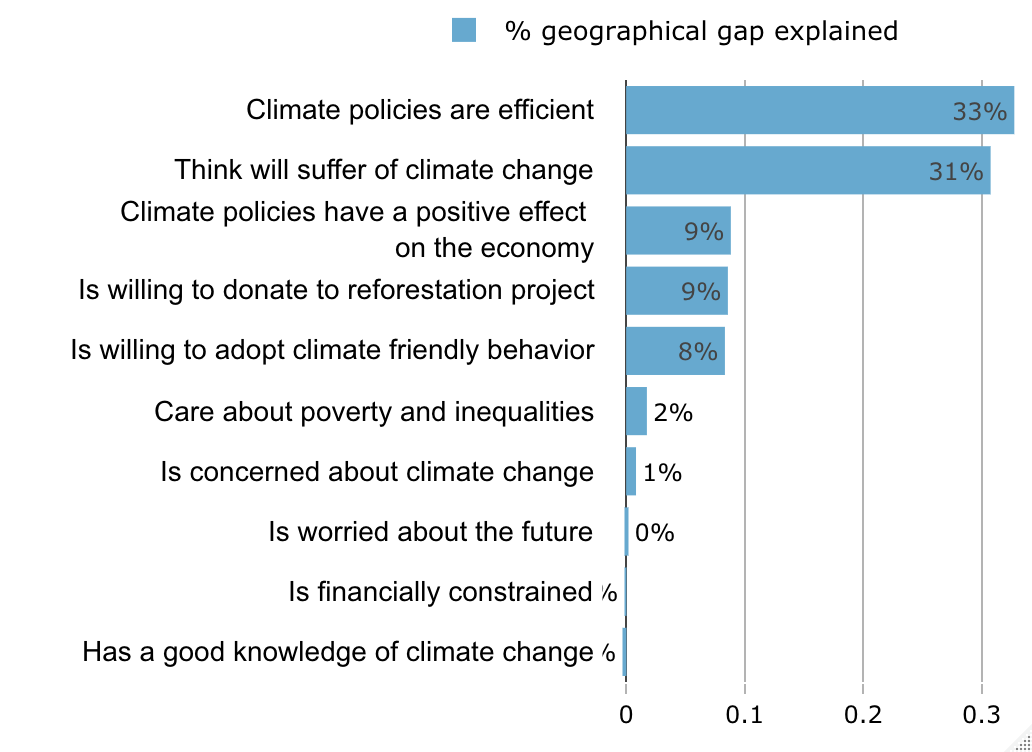 % geographical gap explained
Climate policies are efficient 33%
Think will suffer of climate change 31%
Climate policies have a positive effect
on the economy 9%
Is willing to donate to reforestation project 9%
Is willing to adopt climate friendly behavior 8%
Care about poverty and inequalities 2%
Is concerned about climate change 1%
Is worried about the future 0%
Is financially constrained %
Has a good knowledge of climate change %
0 0.1 0.2 0.3